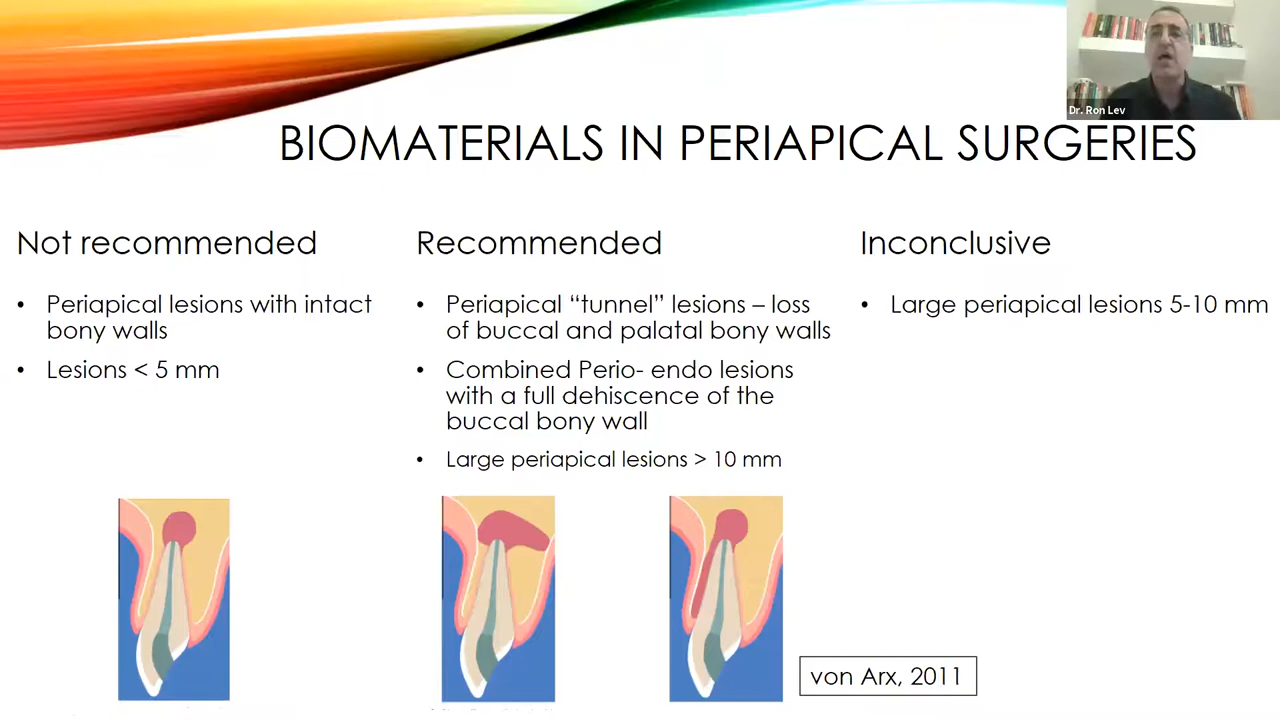 Dr. Ron Lev
BIOMATERIALS IN PERIAPICAL SURGERIES
Not recommended
• Periapical lesions with intact
bony walls
• Lesions < 5 mm
Recommended
• Periapical “tunnel” lesions – loss
of buccal and palatal bony walls
• Combined Perio- endo lesions
with a full dehiscence of the
buccal bony wall
• Large periapical lesions > 10 mm
Inconclusive
• Large periapical lesions 5-10 mm
von Arx, 2011